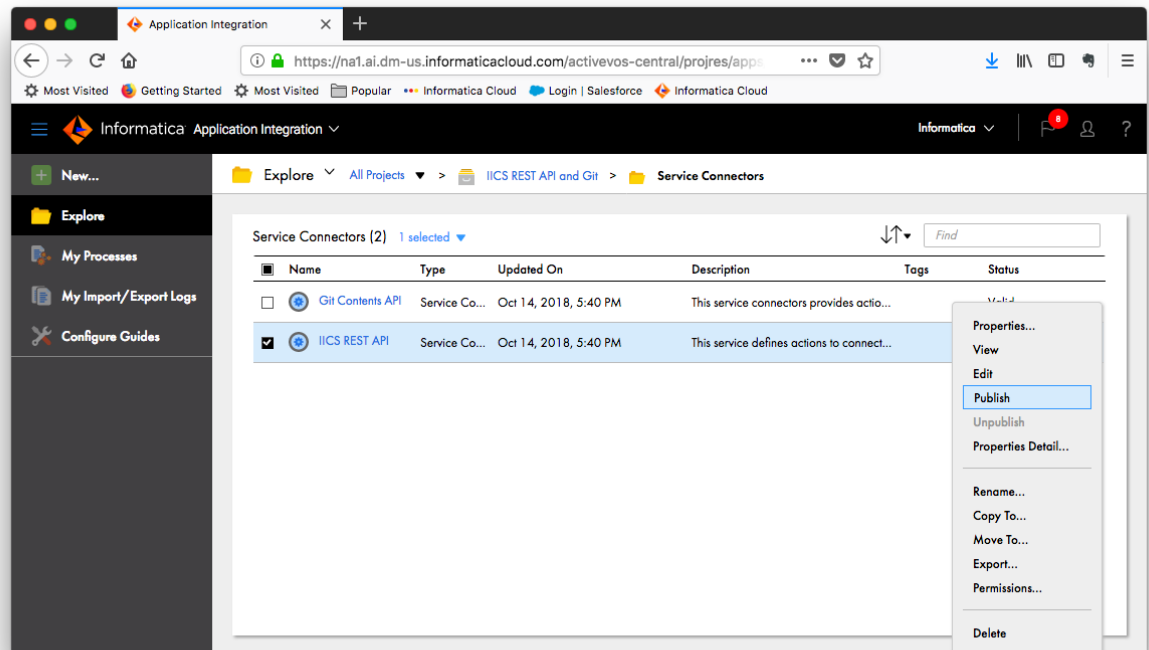 Application Integration
https://na1.ai.dm-us.informaticacloud.com/activevos-central/projres/apps
Most Visited Getting Started Most Visited Popular Informatica Cloud Login | Salesforce Informatica Cloud
Informatica Application Integration Informatica 8 ?
New...
Explore
My Processes
My Import/Export Logs
Configure Guides
Explore All Projects > IICS REST API and Git > Service Connectors
Service Connectors (2) 1 selected Find
Name Type Updated On Description Tags Status
Git Contents API Service Co... Oct 14, 2018, 5:40 PM This service connectors provides actio... Valid
IICS REST API Service Co... Oct 14, 2018, 5:40 PM This service defines actions to connect...
Properties...
View
Edit
Publish
Unpublish
Properties Detail...
Rename...
Copy To...
Move To...
Export...
Permissions...
Delete